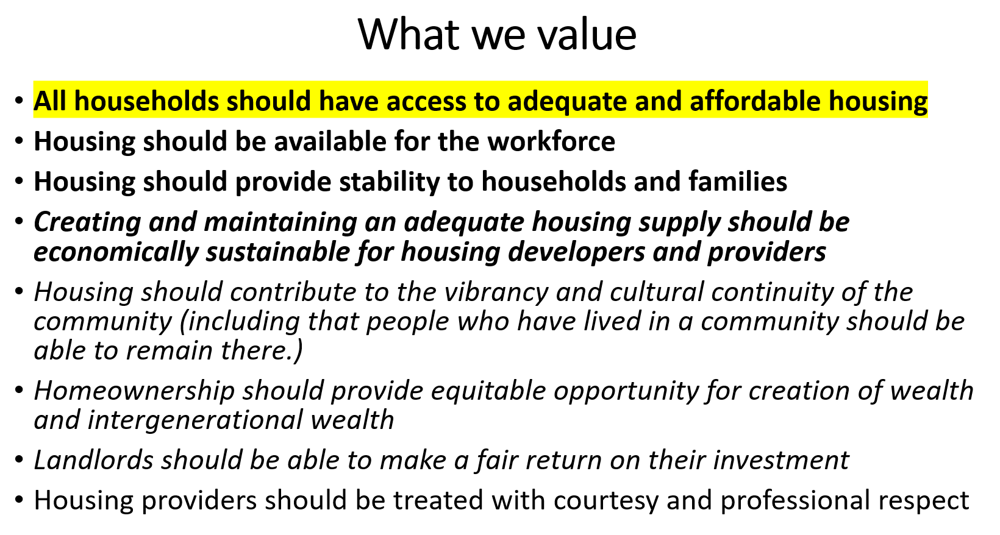 What we value
• All households should have access to adequate and affordable housing
• Housing should be available for the workforce
• Housing should provide stability to households and families
• Creating and maintaining an adequate housing supply should be
economically sustainable for housing developers and providers
• Housing should contribute to the vibrancy and cultural continuity of the
community (including that people who have lived in a community should be
able to remain there.)
• Homeownership should provide equitable opportunity for creation of wealth
and intergenerational wealth
• Landlords should be able to make a fair return on their investment
• Housing providers should be treated with courtesy and professional respect